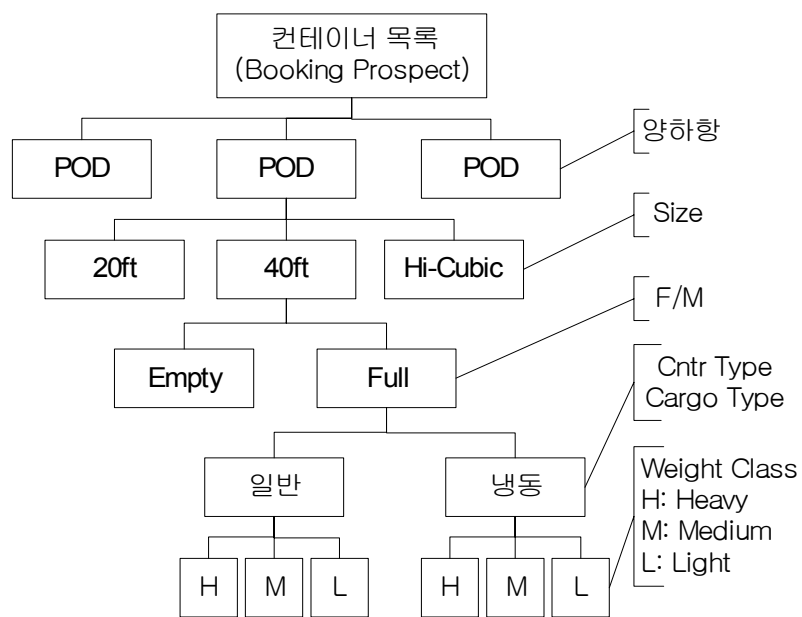 컨테이너 목록
(Booking Prospect)
POD
POD
POD
양하항
20ft
40ft
Hi-Cubic
Size
Empty
Full
F/M
일반
냉동
Cntr Type
Cargo Type
H
M
L
H
M
L
Weight Class
H: Heavy
M: Medium
L: Light